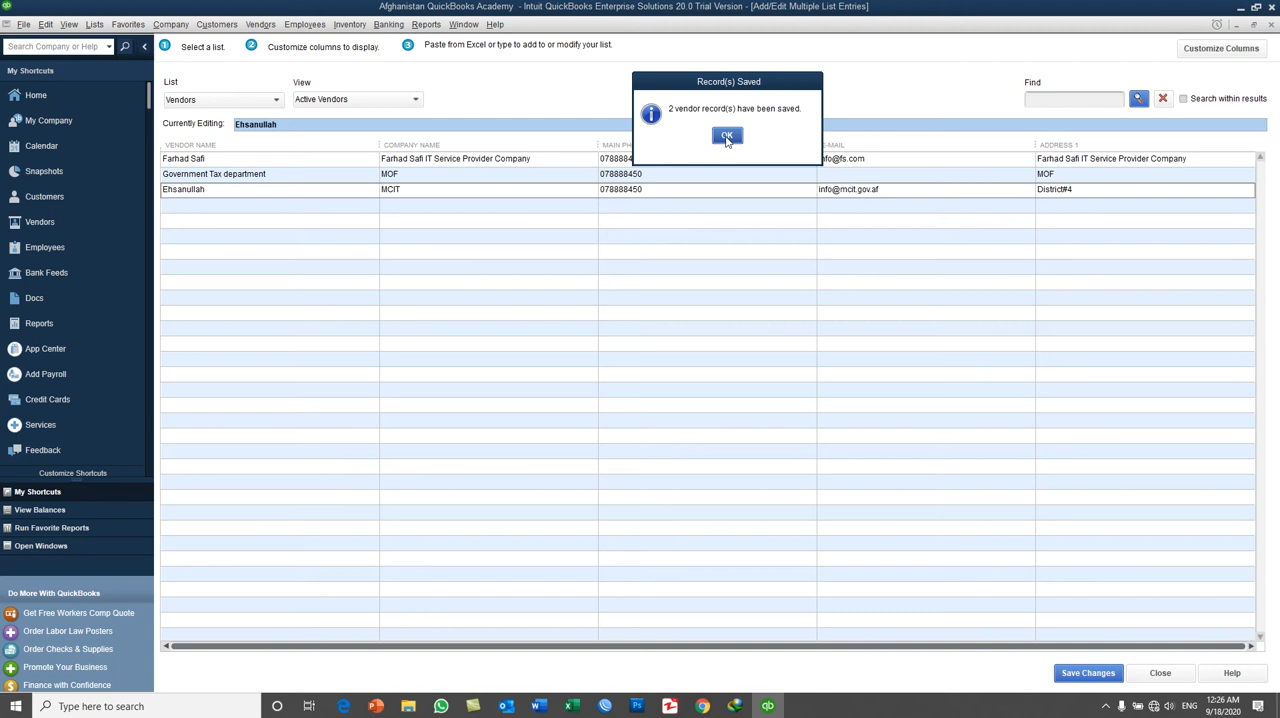 Afghanistan QuickBooks Academy - Intuit QuickBooks Enterprise Solutions 20.0 Trial Version - [Add/Edit Multiple List Entries]
File Edit View Lists Favorites Company Customers Vendors Employees Inventory Banking Reports Window Help
Search Company or Help
1 Select a list. 2 Customize columns to display. 3 Paste from Excel or type to add to or modify your list.
Customize Columns
My Shortcuts
Home
My Company
Calendar
Snapshots
Customers
Vendors
Employees
Bank Feeds
Docs
Reports
App Center
Add Payroll
Credit Cards
Services
Feedback
Customize Shortcuts
My Shortcuts
View Balances
Run Favorite Reports
Open Windows
Do More With QuickBooks
Get Free Workers Comp Quote
Order Labor Law Posters
Order Checks & Supplies
Promote Your Business
Finance with Confidence
List View Find
Vendors Active Vendors Search within results
Currently Editing: Ehsanullah
Record(s) Saved
2 vendor record(s) have been saved.
OK
VENDOR NAME COMPANY NAME MAIN PH E-MAIL ADDRESS 1
Farhad Safi Farhad Safi IT Service Provider Company 0788884 nfo@fs.com Farhad Safi IT Service Provider Company
Government Tax department MOF 078888450 MOF
Ehsanullah MCIT 078888450 info@mcit.gov.af District#4
Save Changes Close Help
Type here to search
12:26 AM
9/18/2020